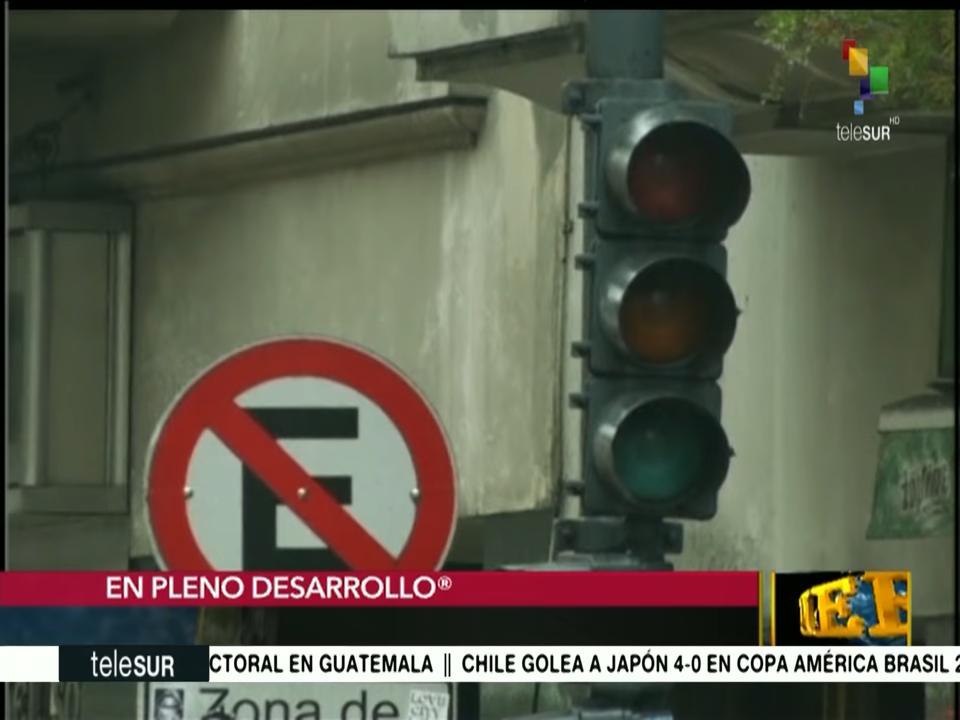 teleSUR HD
E
EN PLENO DESARROLLO®
teleSUR
CTORAL EN GUATEMALA || CHILE GOLEA A JAPÓN 4-0 EN COPA AMÉRICA BRASIL 2
Zona de